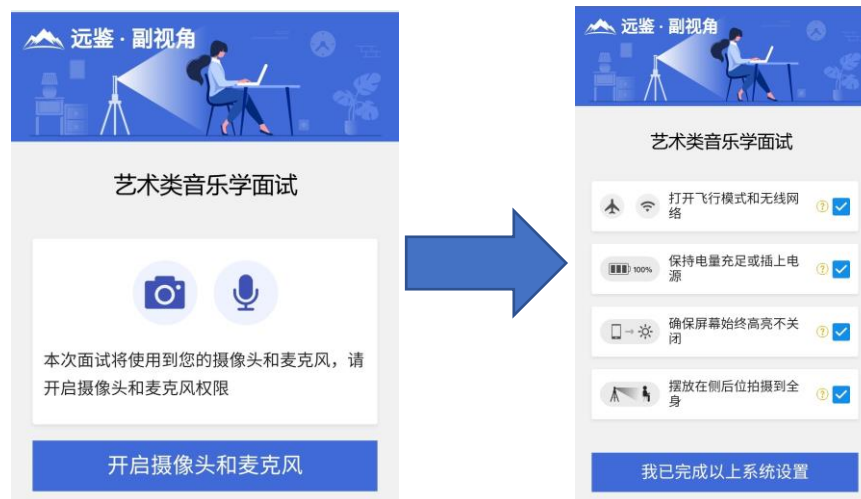 远鉴·副视角
艺术类音乐学面试
本次面试将使用到您的摄像头和麦克风，请
开启摄像头和麦克风权限
开启摄像头和麦克风
远鉴·副视角
艺术类音乐学面试
打开飞行模式和无线网
络
?
100%
保持电量充足或插上电
源
?
确保屏幕始终高亮不关
闭
?
摆放在侧后位拍摄到全
身
?
我已完成以上系统设置